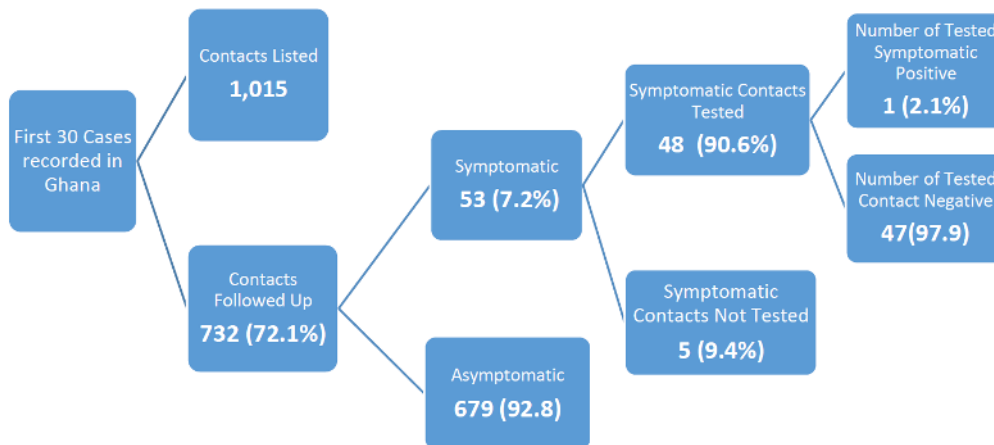 First 30 Cases
recorded in
Ghana
Contacts Listed
1,015
Contacts
Followed Up
732 (72.1%)
Symptomatic
53 (7.2%)
Asymptomatic
679 (92.8)
Symptomatic Contacts
Tested
48 (90.6%)
Symptomatic
Contacts Not Tested
5 (9.4%)
Number of Tested
Symptomatic
Positive
1 (2.1%)
Number of Tested
Contact Negative
47(97.9)